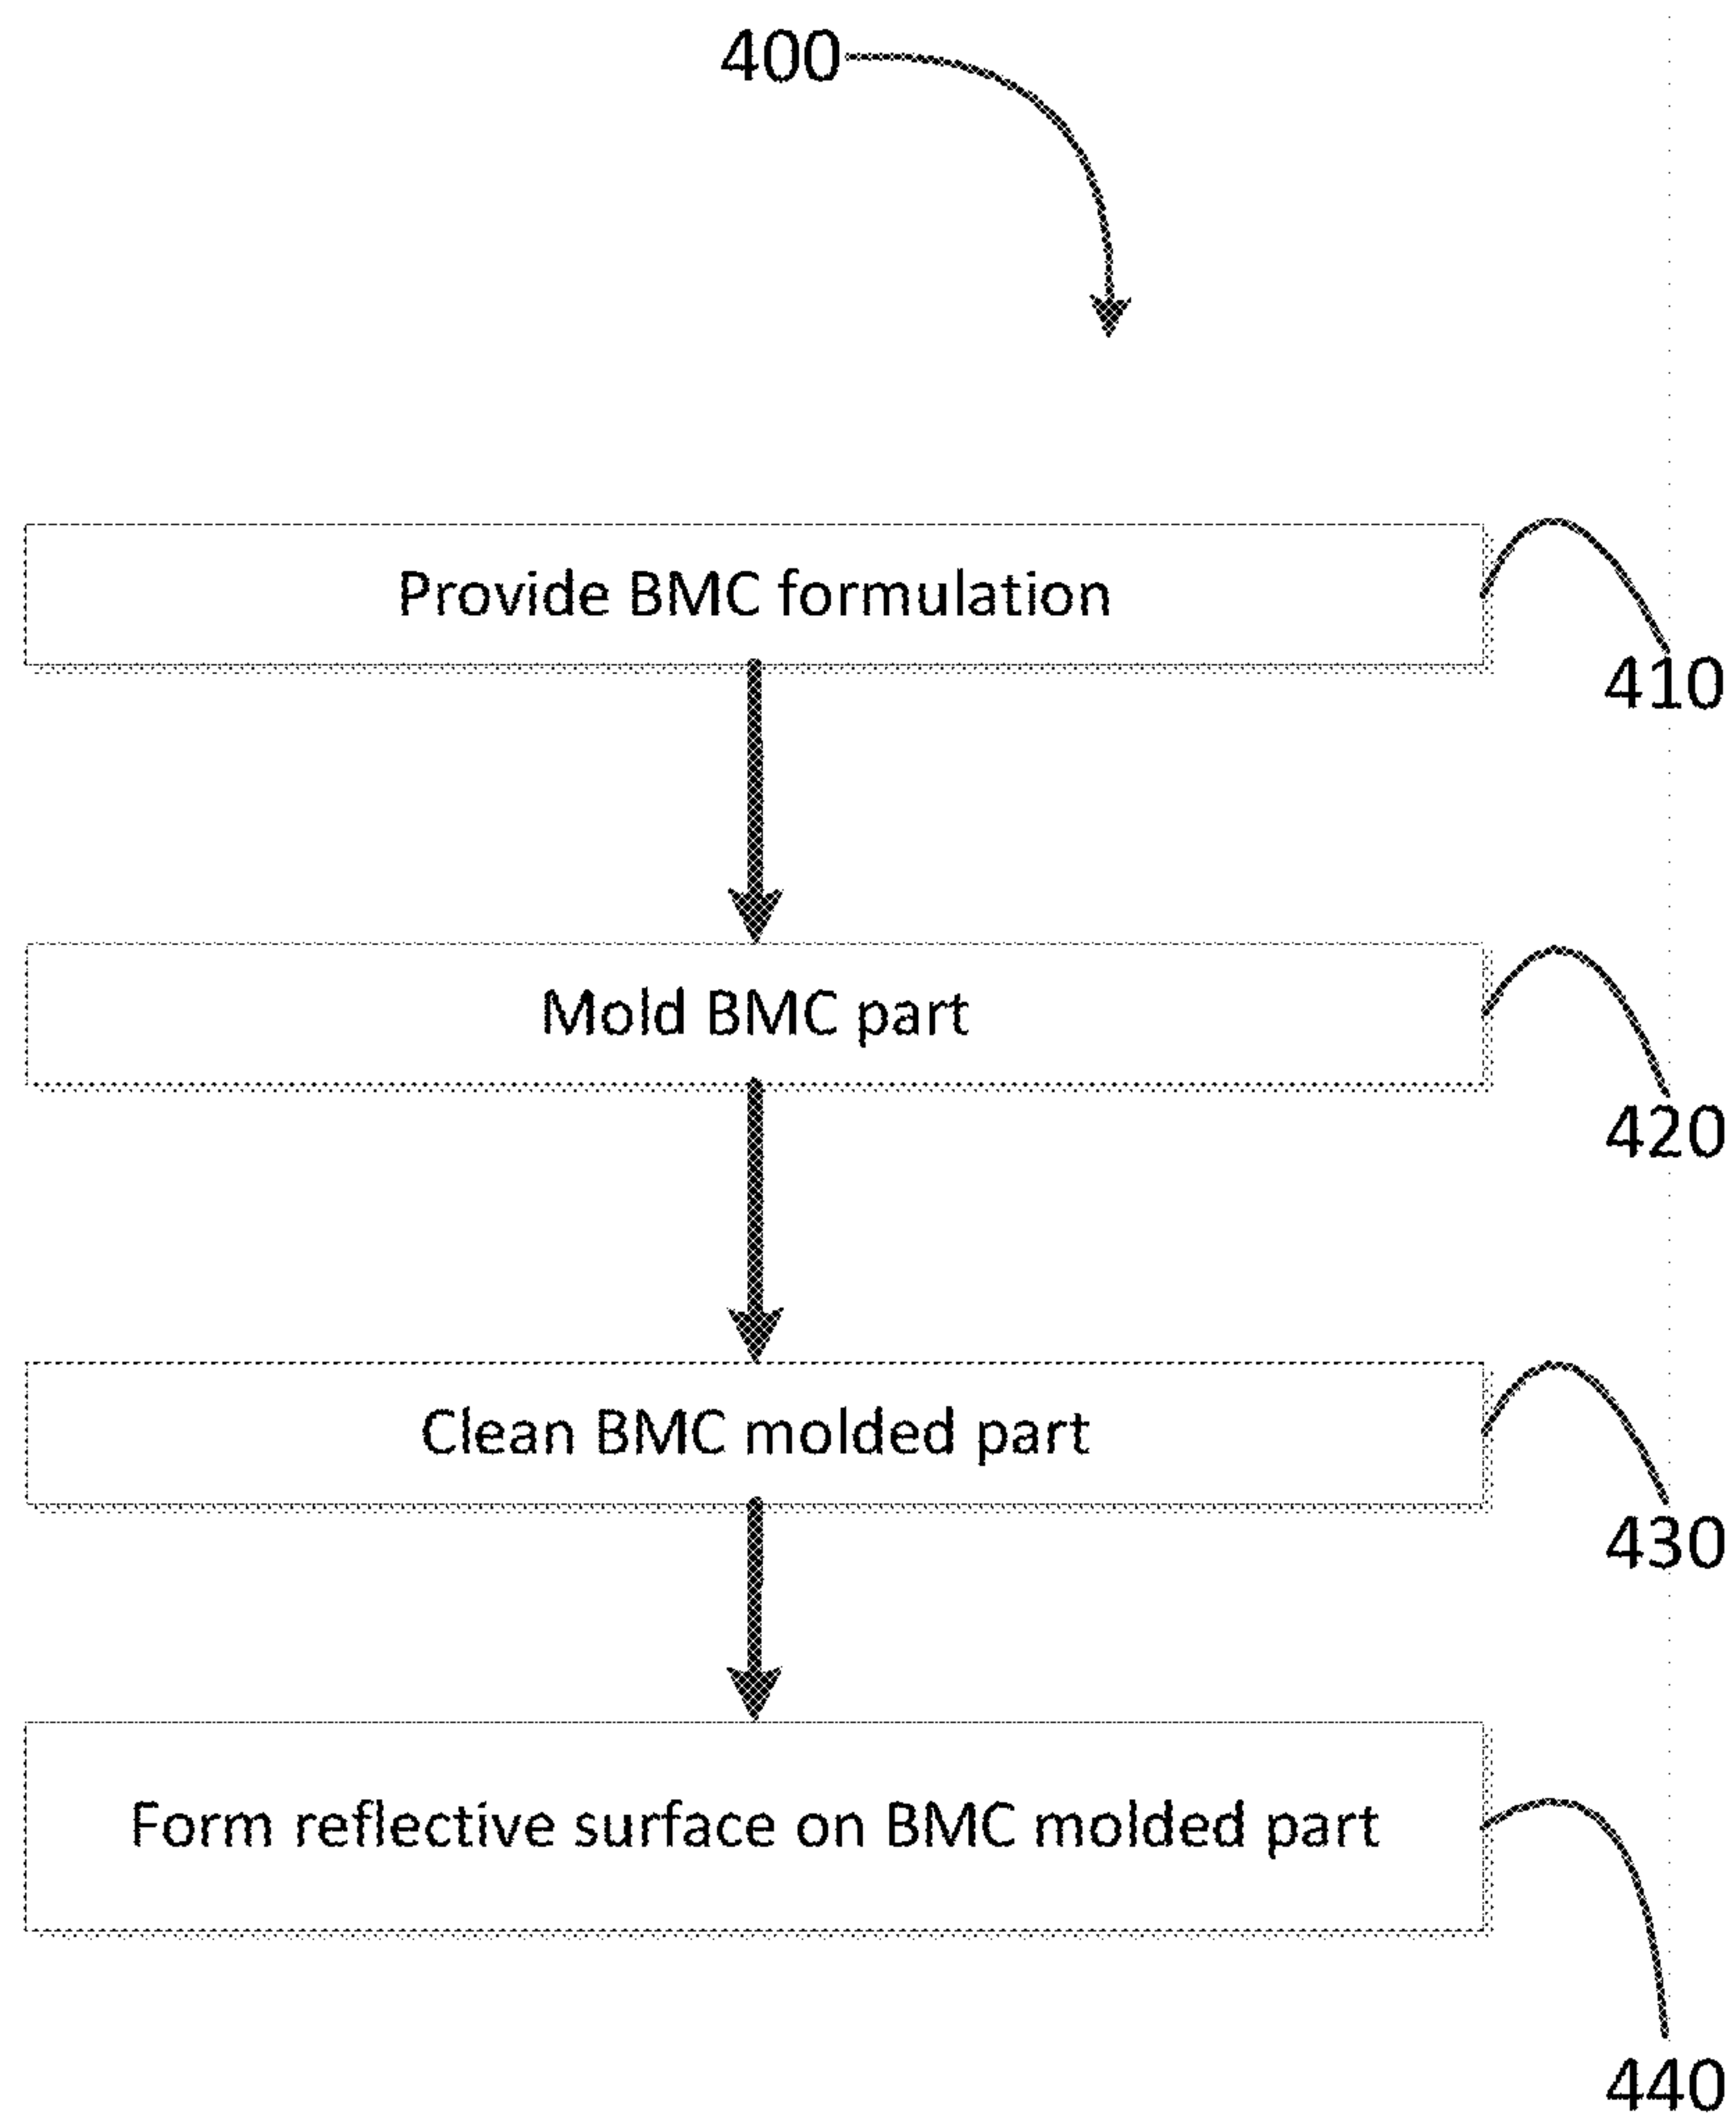 400
Provide BMC formulation
410
Mold BMC part
420
Clean BMC molded part
430
Form reflective surface on BMC molded part
440